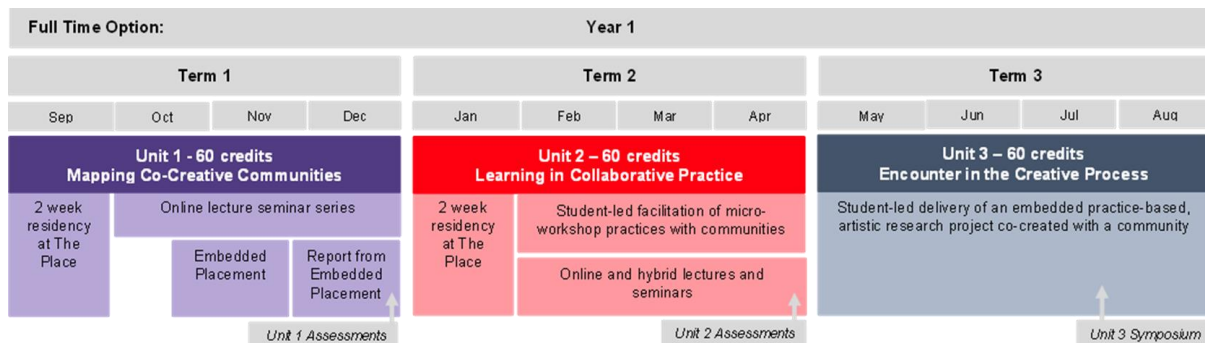 Full Time Option: Year 1
Term 1 Term 2 Term 3
Sep Oct Nov Dec Jan Feb Mar Apr May Jun Jul Aug
Unit 1 - 60 credits
Mapping Co-Creative Communities
2 week
residency
at The
Place
Online lecture seminar series
Embedded
Placement
Report from
Embedded
Placement
Unit 1 Assessments
Unit 2 – 60 credits
Learning in Collaborative Practice
2 week
residency
at The
Place
Student-led facilitation of micro-
workshop practices with communities
Online and hybrid lectures and
seminars
Unit 2 Assessments
Unit 3 – 60 credits
Encounter in the Creative Process
Student-led delivery of an embedded practice-based,
artistic research project co-created with a community
Unit 3 Symposium